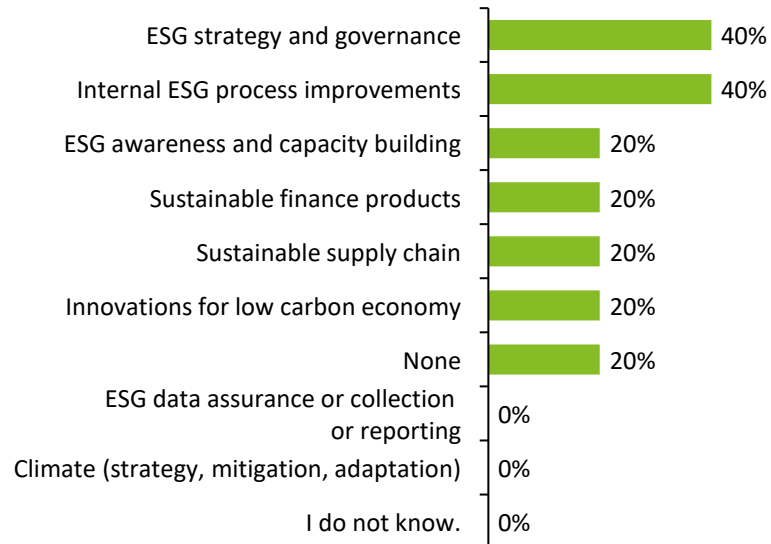 ESG strategy and governance 40%
Internal ESG process improvements 40%
ESG awareness and capacity building 20%
Sustainable finance products 20%
Sustainable supply chain 20%
Innovations for low carbon economy 20%
None 20%
ESG data assurance or collection
or reporting 0%
Climate (strategy, mitigation, adaptation) 0%
I do not know. 0%